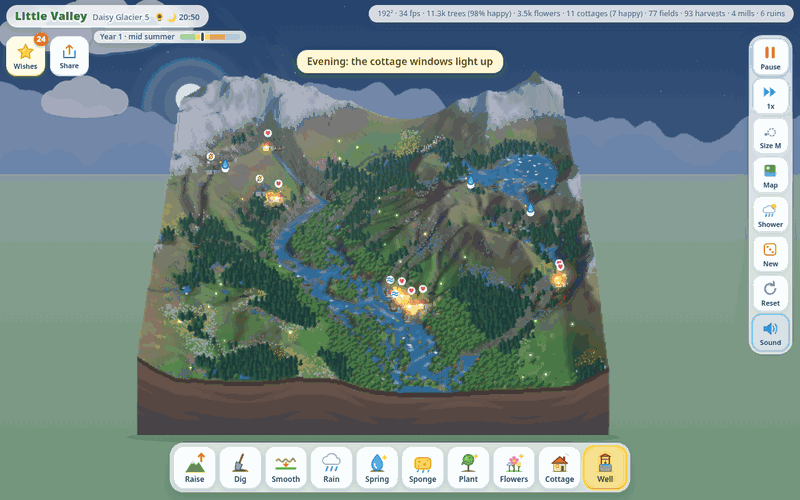 Little Valley Daisy Glacier 5 20:50
192² · 34 fps · 11.3k trees (98% happy) · 3.5k flowers · 11 cottages (7 happy) · 77 fields · 93 harvests · 4 mills · 6 ruins
Year 1 · mid summer
24
Wishes
Share
Evening: the cottage windows light up
Pause
1x
Size M
Map
Shower
New
Reset
Sound
Raise
Dig
Smooth
Rain
Spring
Sponge
Plant
Flowers
Cottage
Well